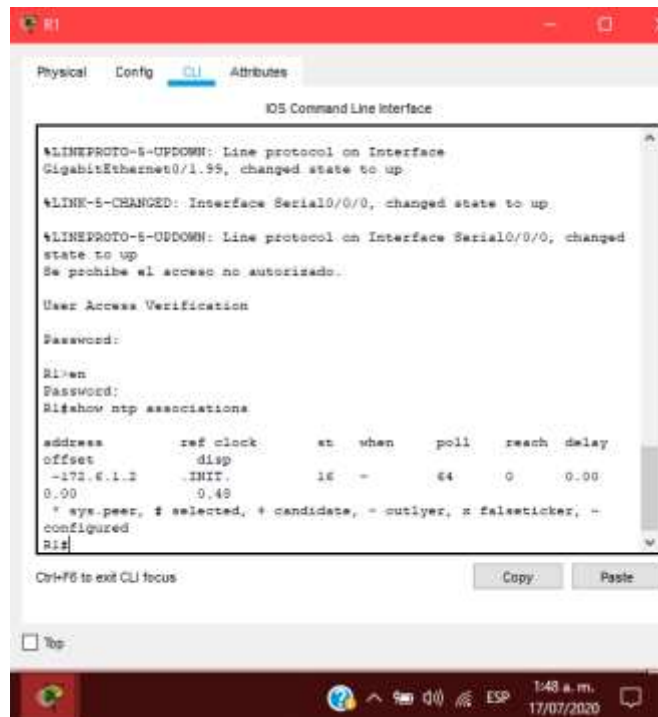 R1
Physical Config CLI Attributes
IOS Command Line Interface
%LINEPROTO-5-UPDOWN: Line protocol on Interface
GigabitEthernet0/1.99, changed state to up
%LINK-5-CHANGED: Interface Serial0/0/0, changed state to up
%LINEPROTO-5-UPDOWN: Line protocol on Interface Serial0/0/0, changed
state to up
Se prohibe el acceso no autorizado.
User Access Verification
Password:
R1>en
Password:
R1#show ntp associations
address ref clock st when poll reach delay
offset disp
~172.6.1.2 .INIT. 16 - 64 0 0.00
0.00 0.48
* sys.peer, # selected, + candidate, - outlyer, x falseticker, ~
configured
R1#
Ctrl+F6 to exit CLI focus
Copy Paste
Top
ESP
1:48 a. m.
17/07/2020